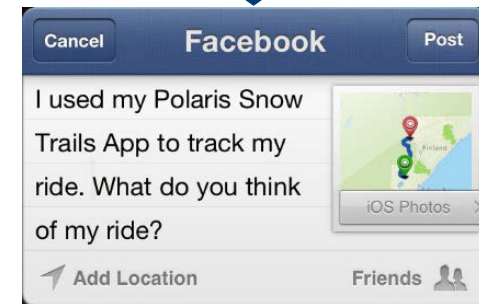 Cancel Facebook Post
I used my Polaris Snow
Trails App to track my
ride. What do you think
of my ride?
Finland
iOS Photos
Add Location Friends